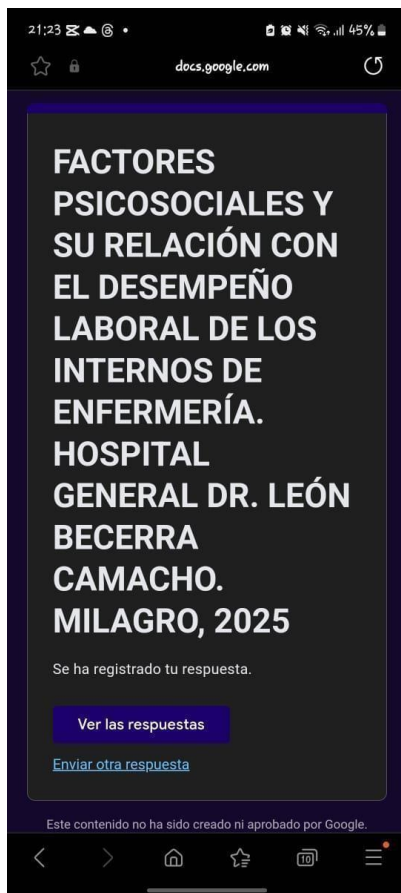 21:23
45%
docs.google.com
FACTORES
PSICOSOCIALES Y
SU RELACIÓN CON
EL DESEMPEÑO
LABORAL DE LOS
INTERNOS DE
ENFERMERÍA.
HOSPITAL
GENERAL DR. LEÓN
BECERRA
CAMACHO.
MILAGRO, 2025
Se ha registrado tu respuesta.
Ver las respuestas
Enviar otra respuesta
Este contenido no ha sido creado ni aprobado por Google.
10